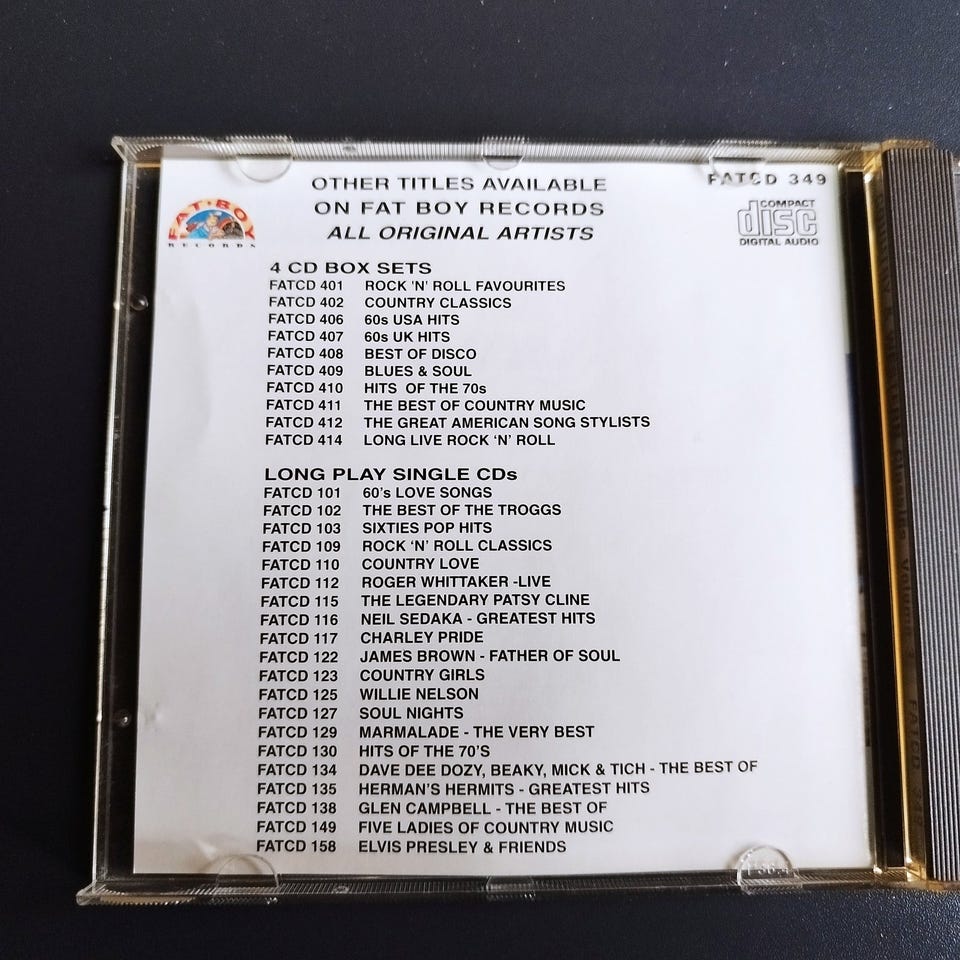 OTHER TITLES AVAILABLE
FATCD 349
ON FAT BOY RECORDS
ALL ORIGINAL ARTISTS
FAT•BOY
RECORDS
COMPACT
disc
DIGITAL AUDIO
4 CD BOX SETS
FATCD 401 ROCK 'N' ROLL FAVOURITES
FATCD 402 COUNTRY CLASSICS
FATCD 406 60s USA HITS
FATCD 407 60s UK HITS
FATCD 408 BEST OF DISCO
FATCD 409 BLUES & SOUL
FATCD 410 HITS OF THE 70s
FATCD 411 THE BEST OF COUNTRY MUSIC
FATCD 412 THE GREAT AMERICAN SONG STYLISTS
FATCD 414 LONG LIVE ROCK ‘N’ ROLL
LONG PLAY SINGLE CDs
FATCD 101 60’s LOVE SONGS
FATCD 102 THE BEST OF THE TROGGS
FATCD 103 SIXTIES POP HITS
FATCD 109 ROCK ‘N’ ROLL CLASSICS
FATCD 110 COUNTRY LOVE
FATCD 112 ROGER WHITTAKER -LIVE
FATCD 115 THE LEGENDARY PATSY CLINE
FATCD 116 NEIL SEDAKA - GREATEST HITS
FATCD 117 CHARLEY PRIDE
FATCD 122 JAMES BROWN - FATHER OF SOUL
FATCD 123 COUNTRY GIRLS
FATCD 125 WILLIE NELSON
FATCD 127 SOUL NIGHTS
FATCD 129 MARMALADE - THE VERY BEST
FATCD 130 HITS OF THE 70’S
FATCD 134 DAVE DEE DOZY, BEAKY, MICK & TICH - THE BEST OF
FATCD 135 HERMAN’S HERMITS - GREATEST HITS
FATCD 138 GLEN CAMPBELL - THE BEST OF
FATCD 149 FIVE LADIES OF COUNTRY MUSIC
FATCD 158 ELVIS PRESLEY & FRIENDS